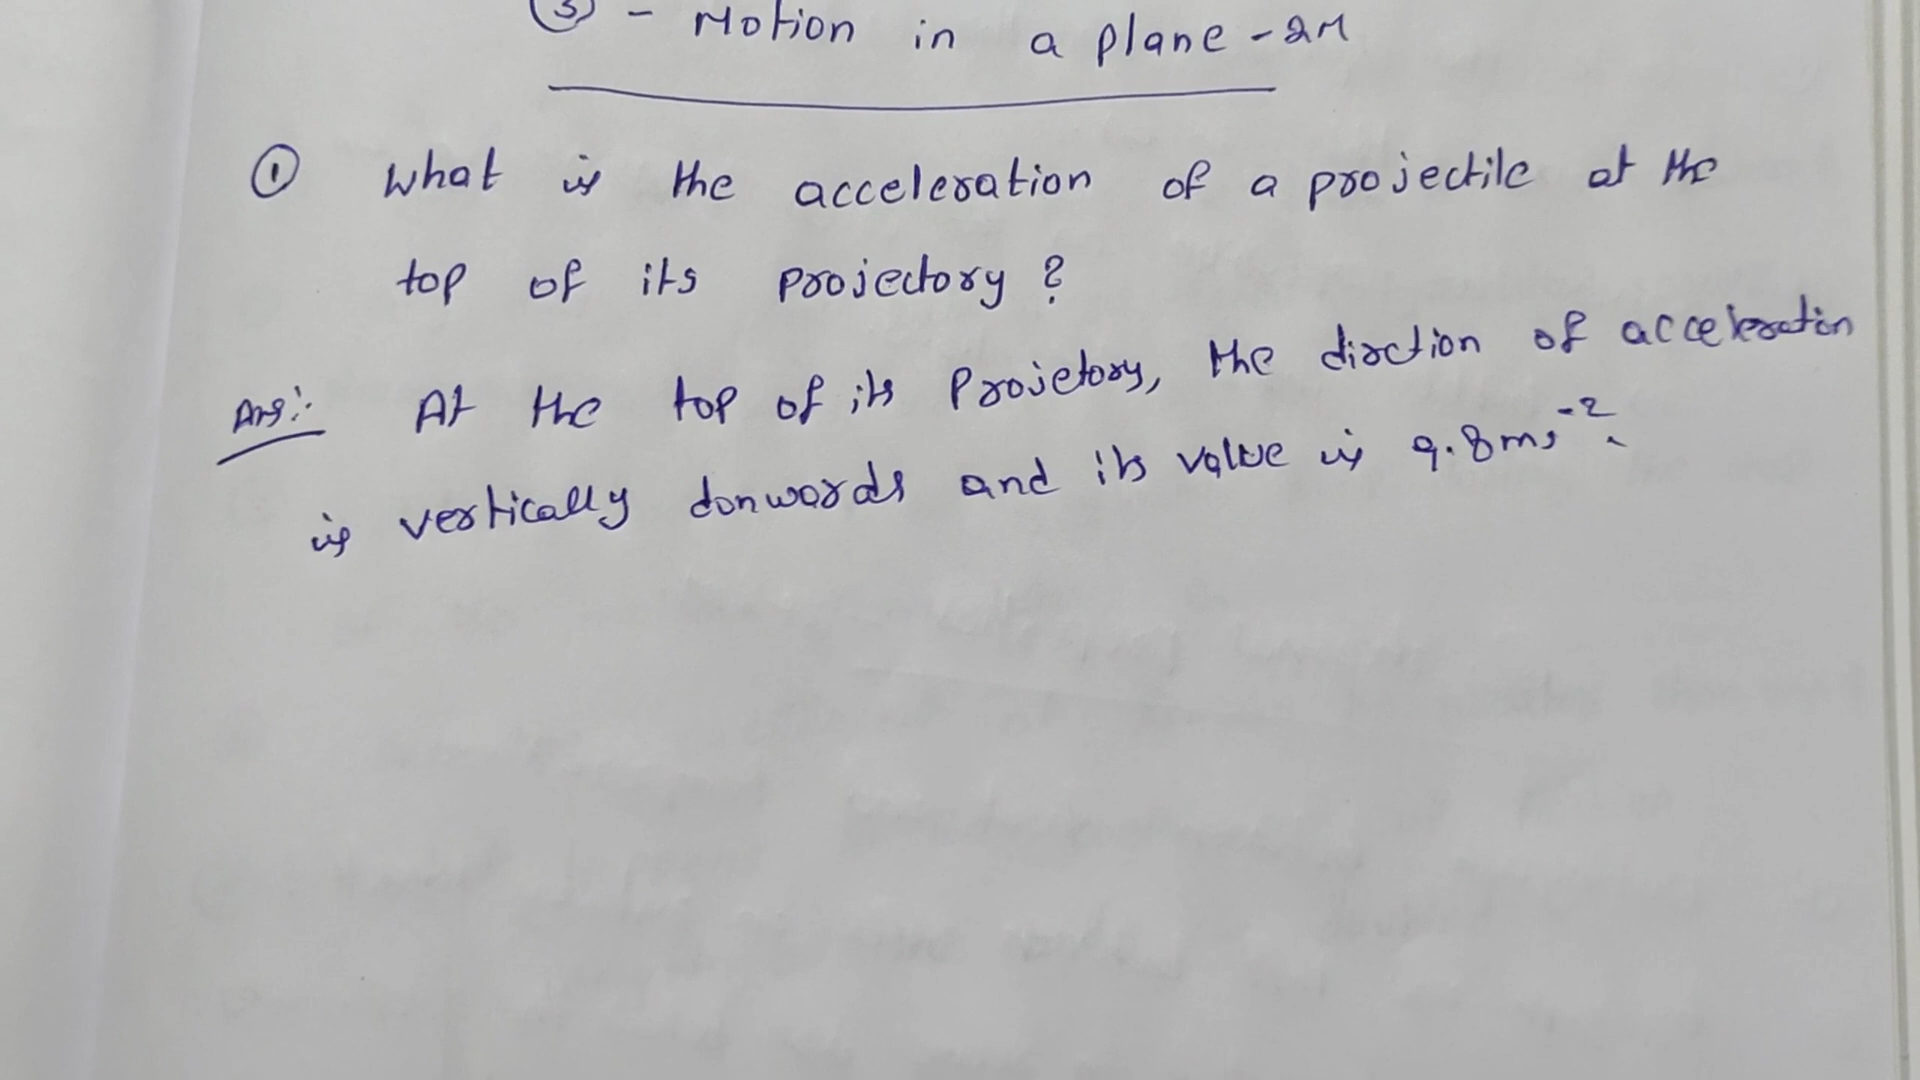 ③ - Motion in a plane - 2M
① What is the acceleration of a projectile at the
top of its projectory ?
Ans:- At the top of its Projetory, the dirction of acceleration
is vertically donwards and its value is 9.8ms⁻².